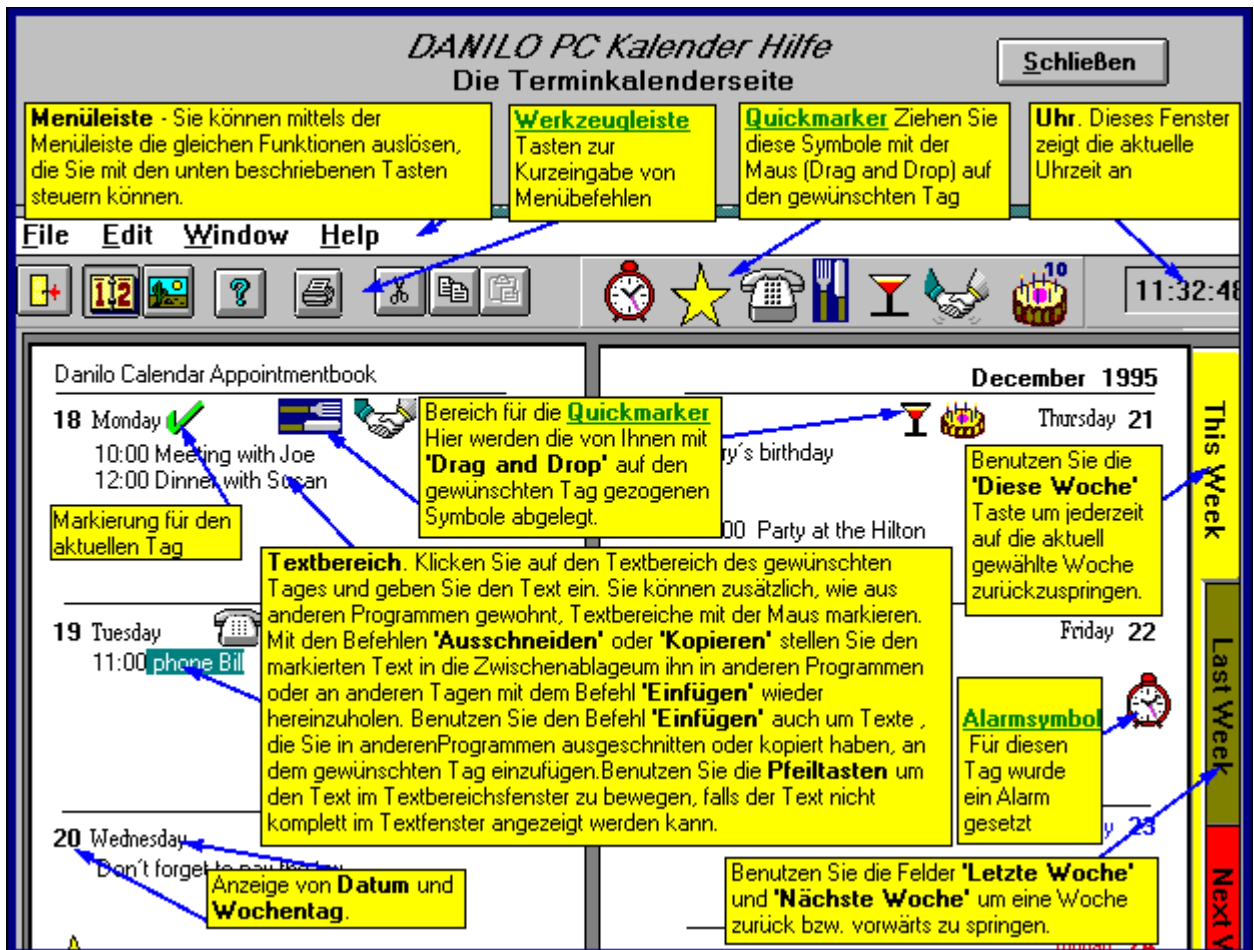 DANILO PC Kalender Hilfe
Die Terminkalenderseite
Schließen
Menüleiste - Sie können mittels der
Menüleiste die gleichen Funktionen auslösen,
die Sie mit den unten beschriebenen Tasten
steuern können.
Werkzeugleiste
Tasten zur
Kurzeingabe von
Menübefehlen
Quickmarker Ziehen Sie
diese Symbole mit der
Maus (Drag and Drop) auf
den gewünschten Tag
Uhr. Dieses Fenster
zeigt die aktuelle
Uhrzeit an
File Edit Window Help
10
11:32:48
Danilo Calendar Appointmentbook
18 Monday
10:00 Meeting with Joe
12:00 Dinner with Susan
Markierung für den
aktuellen Tag
Bereich für die Quickmarker
Hier werden die von Ihnen mit
'Drag and Drop' auf den
gewünschten Tag gezogenen
Symbole abgelegt.
December 1995
Thursday 21
birthday
Party at the Hilton
Benutzen Sie die
'Diese Woche'
Taste um jederzeit
auf die aktuell
gewählte Woche
zurückzuspringen.
This Week
Textbereich. Klicken Sie auf den Textbereich des gewünschten
Tages und geben Sie den Text ein. Sie können zusätzlich, wie aus
anderen Programmen gewohnt, Textbereiche mit der Maus markieren.
Mit den Befehlen 'Ausschneiden' oder 'Kopieren' stellen Sie den
markierten Text in die Zwischenablageum ihn in anderen Programmen
oder an anderen Tagen mit dem Befehl 'Einfügen' wieder
hereinzuholen. Benutzen Sie den Befehl 'Einfügen' auch um Texte ,
die Sie in anderenProgrammen ausgeschnitten oder kopiert haben, an
dem gewünschten Tag einzufügen.Benutzen Sie die Pfeiltasten um
den Text im Textbereichsfenster zu bewegen, falls der Text nicht
komplett im Textfenster angezeigt werden kann.
19 Tuesday
11:00 phone Bill
Friday 22
Last Week
Alarmsymbol
Für diesen
Tag wurde
ein Alarm
gesetzt
20 Wednesday
Don´t forget to pay the
Anzeige von Datum und
Wochentag.
23
Benutzen Sie die Felder 'Letzte Woche'
und 'Nächste Woche' um eine Woche
zurück bzw. vorwärts zu springen.
Next